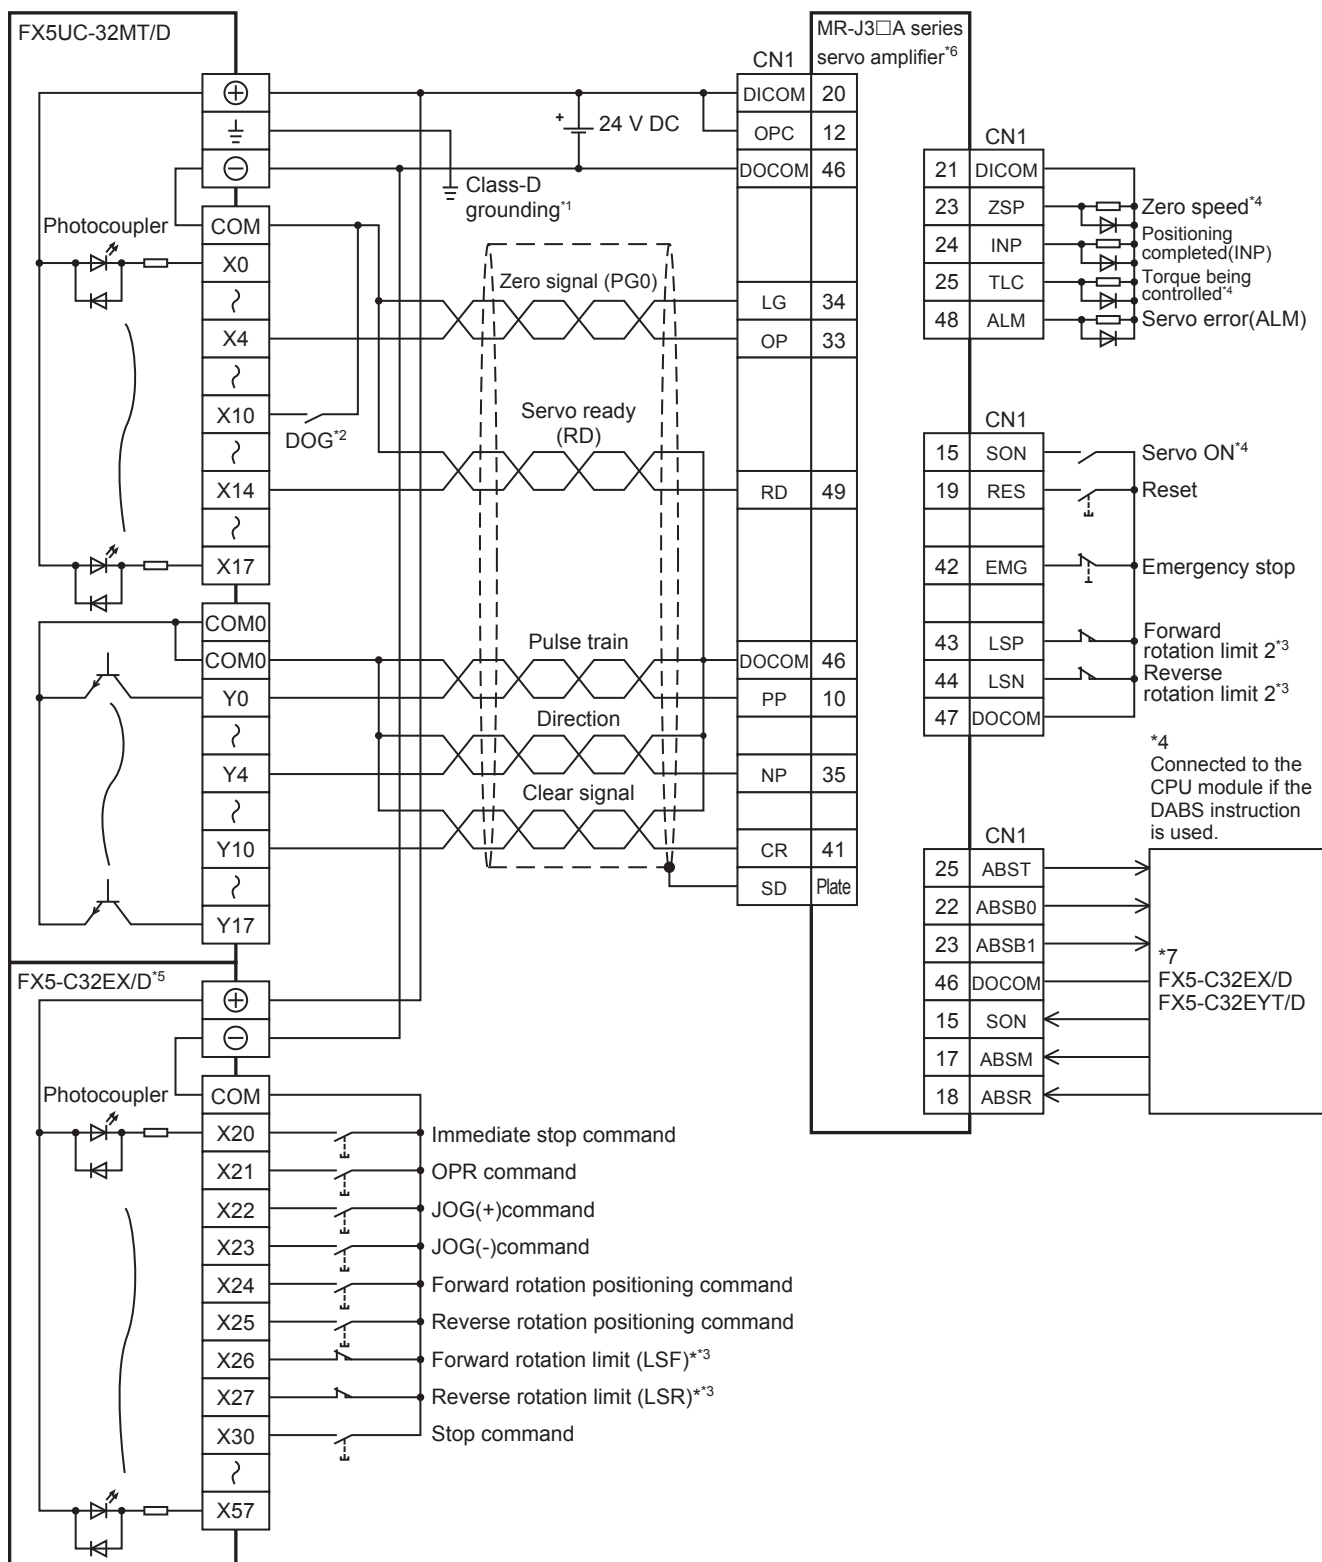 FX5UC-32MT/D
Photocoupler
COM
X0
X4
X10
X14
X17
COM0
COM0
Y0
Y4
Y10
Y17
24 V DC
+
Class-D
grounding*1
DOG*2
Zero signal (PG0)
Servo ready
(RD)
Pulse train
Direction
Clear signal
MR-J3□A series
servo amplifier*6
CN1
DICOM 20
OPC 12
DOCOM 46
LG 34
OP 33
RD 49
DOCOM 46
PP 10
NP 35
CR 41
SD Plate
CN1
21 DICOM
23 ZSP Zero speed*4
24 INP Positioning
completed(INP)
25 TLC Torque being
controlled*4
48 ALM Servo error(ALM)
CN1
15 SON Servo ON*4
19 RES Reset
42 EMG Emergency stop
43 LSP Forward
rotation limit 2*3
44 LSN Reverse
rotation limit 2*3
47 DOCOM
*4
Connected to the
CPU module if the
DABS instruction
is used.
CN1
25 ABST
22 ABSB0
23 ABSB1
46 DOCOM
15 SON
17 ABSM
18 ABSR
*7
FX5-C32EX/D
FX5-C32EYT/D
FX5-C32EX/D*5
Photocoupler
COM
X20 Immediate stop command
X21 OPR command
X22 JOG(+)command
X23 JOG(-)command
X24 Forward rotation positioning command
X25 Reverse rotation positioning command
X26 Forward rotation limit (LSF)**3
X27 Reverse rotation limit (LSR)**3
X30 Stop command
X57